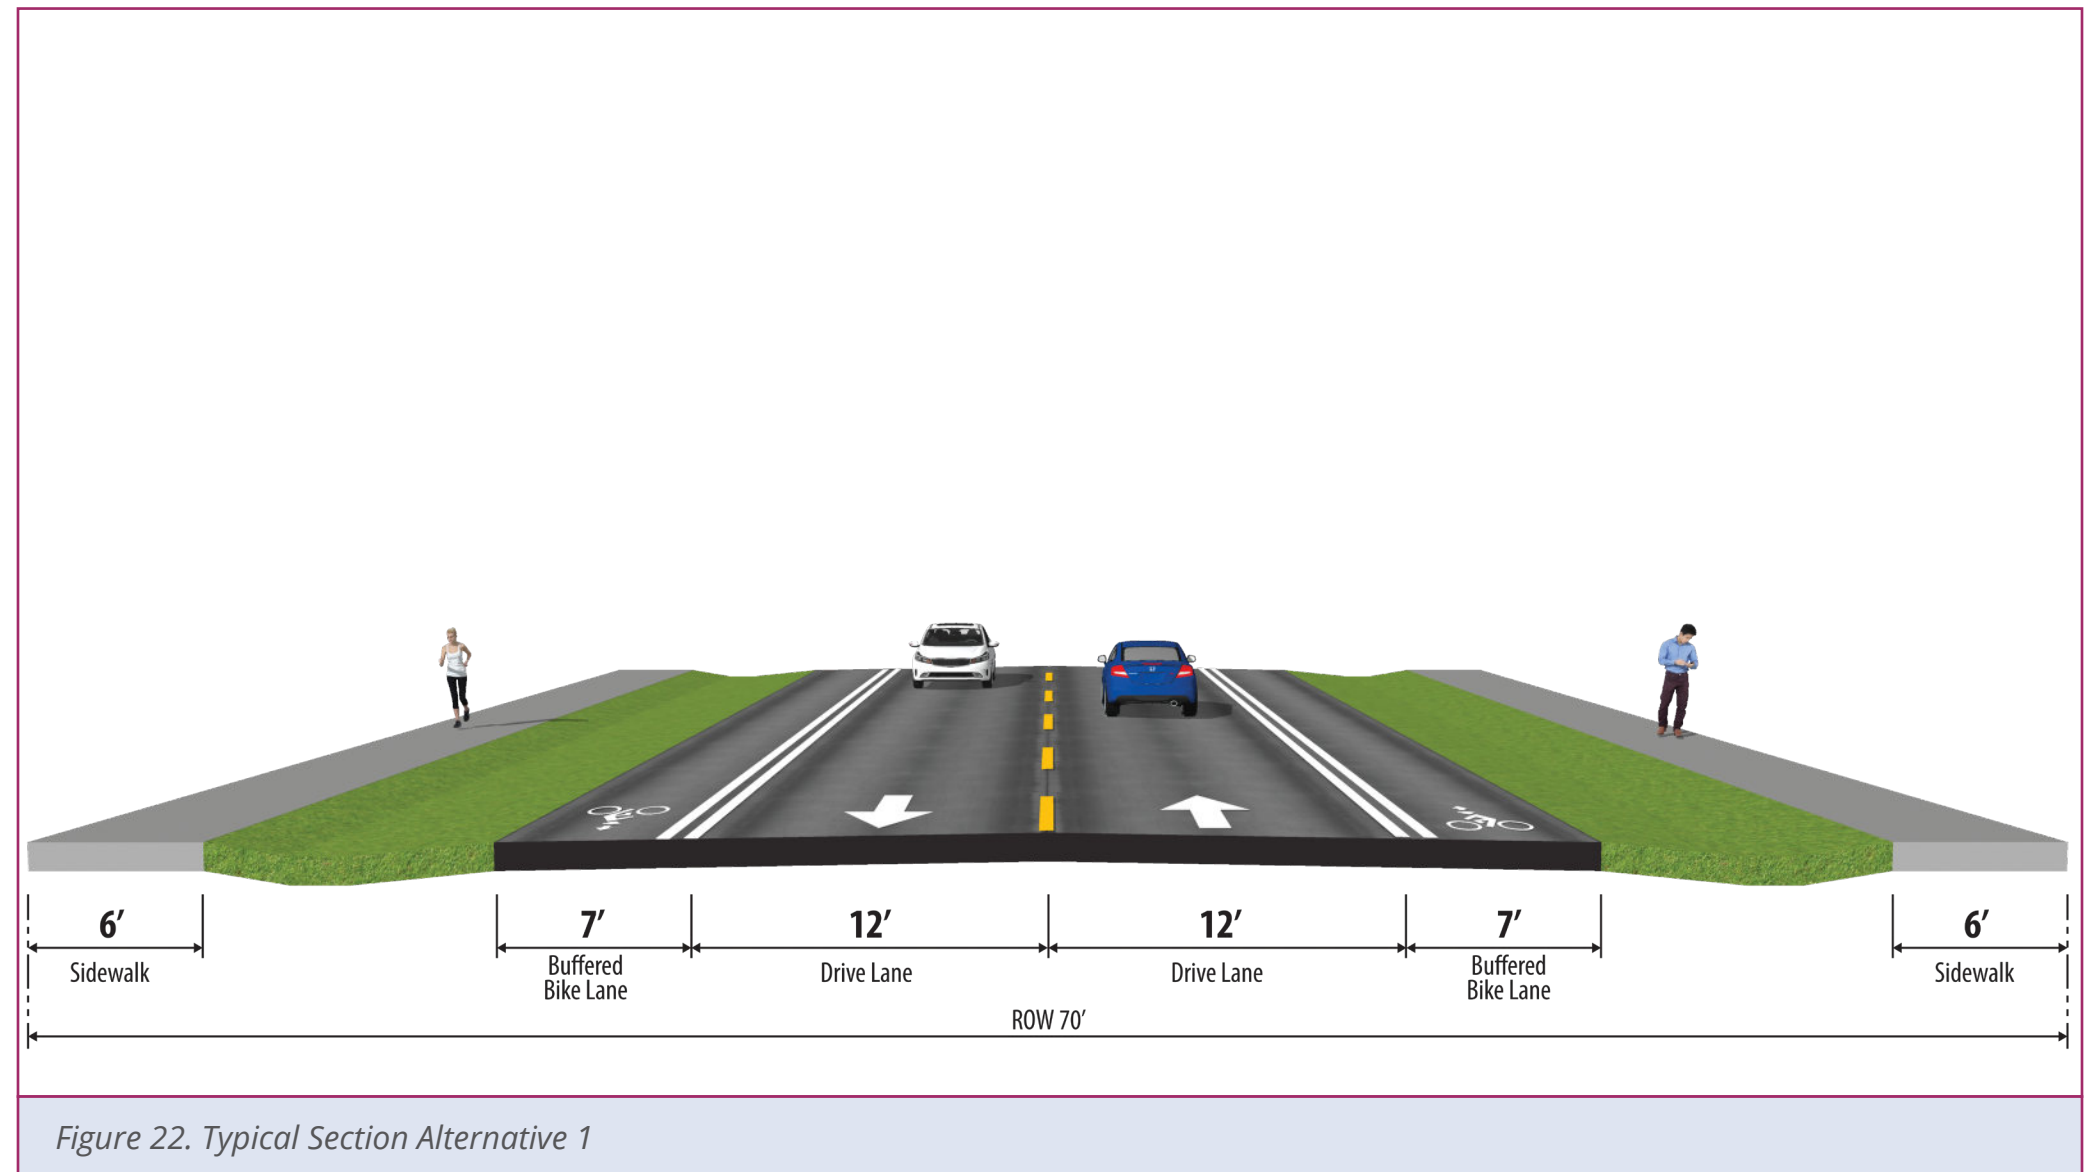 6’
7’
12’
12’
7’
6’
Sidewalk
Buffered
Bike Lane
Drive Lane
Drive Lane
Buffered
Bike Lane
Sidewalk
ROW 70’
Figure 22. Typical Section Alternative 1